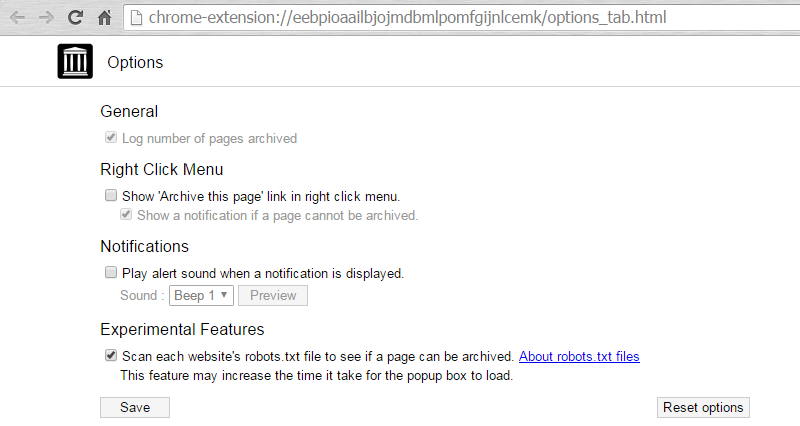 chrome-extension://eebpioaailbjojmdbmlpomfgijnlcemk/options_tab.html
Options
General
Log number of pages archived
Right Click Menu
Show 'Archive this page' link in right click menu.
Show a notification if a page cannot be archived.
Notifications
Play alert sound when a notification is displayed.
Sound : Beep 1 Preview
Experimental Features
Scan each website's robots.txt file to see if a page can be archived. About robots.txt files
This feature may increase the time it take for the popup box to load.
Save Reset options